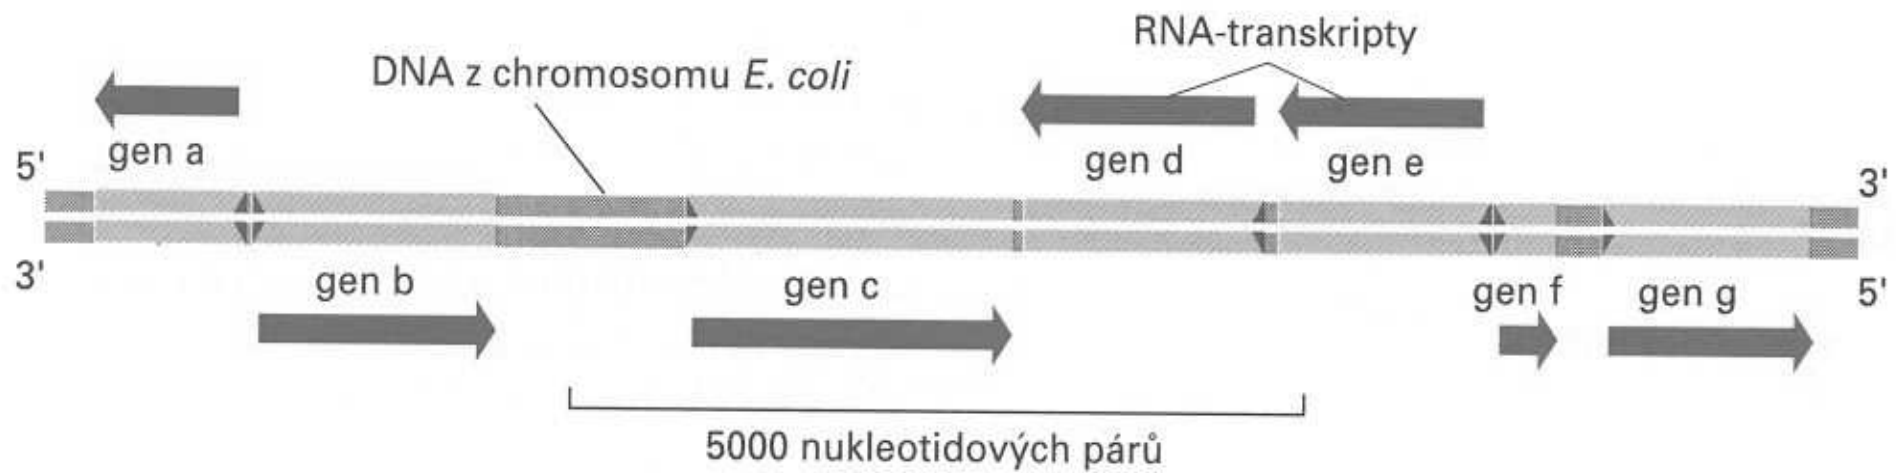 RNA-transkripty
DNA z chromosomu E. coli
gen a
gen d
gen e
5'
3'
3'
5'
gen b
gen c
gen f
gen g
5000 nukleotidových párů